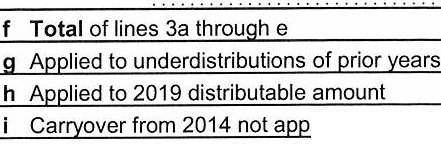 f Total of lines 3a through e
g Applied to underdistributions of prior years
h Applied to 2019 distributable amount
i Carryover from 2014 not app